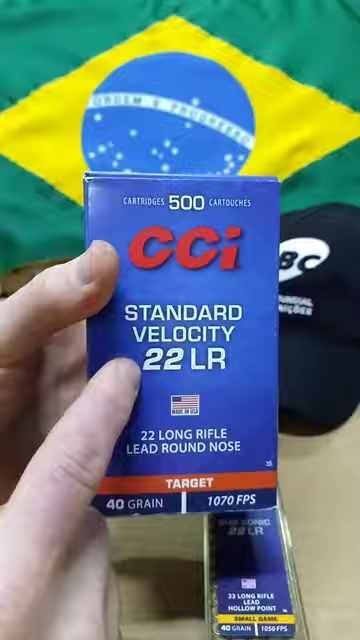 ORDEM E PROGRESSO
CARTRIDGES 500 CARTOUCHES
CCi
STANDARD
VELOCITY
22 LR
MADE IN USA
22 LONG RIFLE
LEAD ROUND NOSE
35
TARGET
40 GRAIN 1070 FPS
BC
22 LR
22 LONG RIFLE
LEAD
HOLLOW POINT
SMALL GAME
40 GRAIN 1050 FPS